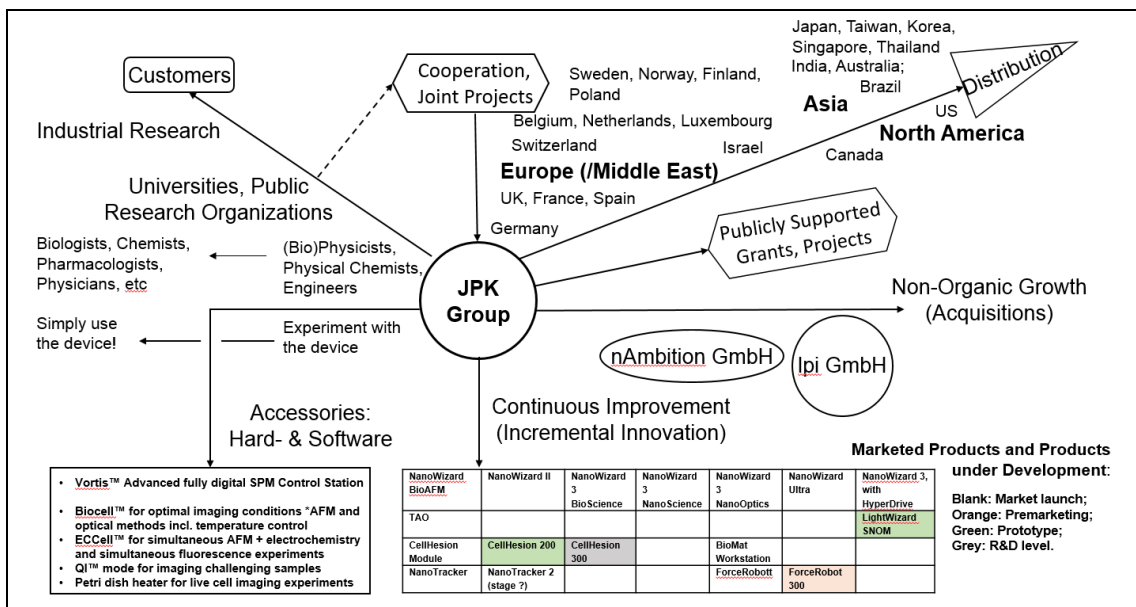 Customers
Industrial Research
Universities, Public
Research Organizations
Biologists, Chemists,
Pharmacologists,
Physicians, etc
(Bio)Physicists,
Physical Chemists,
Engineers
Simply use
the device!
Experiment with
the device
Cooperation,
Joint Projects
Sweden, Norway, Finland,
Poland
Belgium, Netherlands, Luxembourg
Switzerland
Israel
Europe (/Middle East)
UK, France, Spain
Germany
Japan, Taiwan, Korea,
Singapore, Thailand
India, Australia;
Brazil
Asia
US
North America
Canada
Distribution
JPK
Group
Publicly Supported
Grants, Projects
Non-Organic Growth
(Acquisitions)
nAmbition GmbH
lpi GmbH
Accessories:
Hard- & Software
Continuous Improvement
(Incremental Innovation)
• Vortis™ Advanced fully digital SPM Control Station
• Biocell™ for optimal imaging conditions *AFM and
optical methods incl. temperature control
• ECCell™ for simultaneous AFM + electrochemistry
and simultaneous fluorescence experiments
• QI™ mode for imaging challenging samples
• Petri dish heater for live cell imaging experiments
NanoWizard
BioAFM
NanoWizard II
NanoWizard
3
BioScience
NanoWizard
3
NanoScience
NanoWizard
3
NanoOptics
NanoWizard
Ultra
NanoWizard 3,
with
HyperDrive
TAO
LightWizard
SNOM
CellHesion
Module
CellHesion 200
CellHesion
300
BioMat
Workstation
NanoTracker
NanoTracker 2
(stage ?)
ForceRobott
ForceRobot
300
Marketed Products and Products
under Development:
Blank: Market launch;
Orange: Premarketing;
Green: Prototype;
Grey: R&D level.